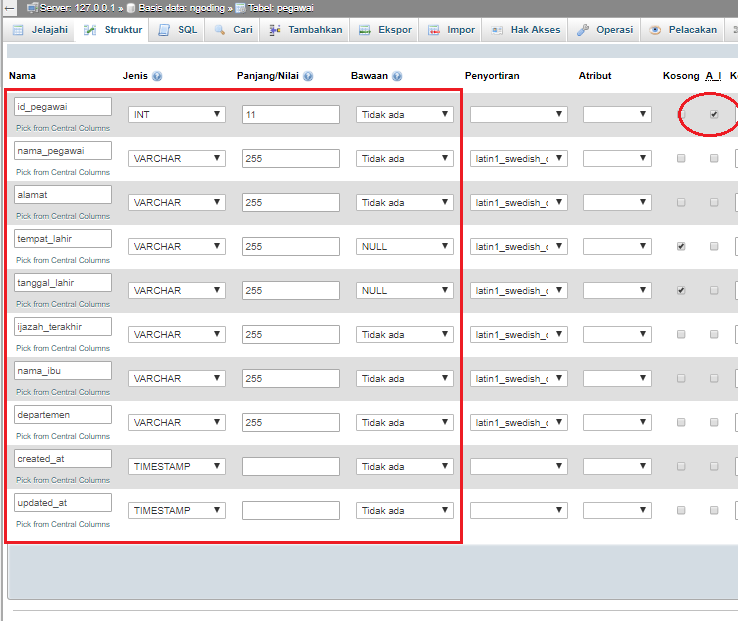 Server: 127.0.0.1 » Basis data: ngoding » Tabel: pegawai
Jelajahi Struktur SQL Cari Tambahkan Ekspor Impor Hak Akses Operasi Pelacakan
Nama Jenis Panjang/Nilai Bawaan Penyortiran Atribut Kosong A_I
id_pegawai INT 11 Tidak ada
Pick from Central Columns
nama_pegawai VARCHAR 255 Tidak ada latin1_swedish_c
Pick from Central Columns
alamat VARCHAR 255 Tidak ada latin1_swedish_c
Pick from Central Columns
tempat_lahir VARCHAR 255 NULL latin1_swedish_c
Pick from Central Columns
tanggal_lahir VARCHAR 255 NULL latin1_swedish_c
Pick from Central Columns
ijazah_terakhir VARCHAR 255 Tidak ada latin1_swedish_c
Pick from Central Columns
nama_ibu VARCHAR 255 Tidak ada latin1_swedish_c
Pick from Central Columns
departemen VARCHAR 255 Tidak ada latin1_swedish_c
Pick from Central Columns
created_at TIMESTAMP Tidak ada
Pick from Central Columns
updated_at TIMESTAMP Tidak ada
Pick from Central Columns